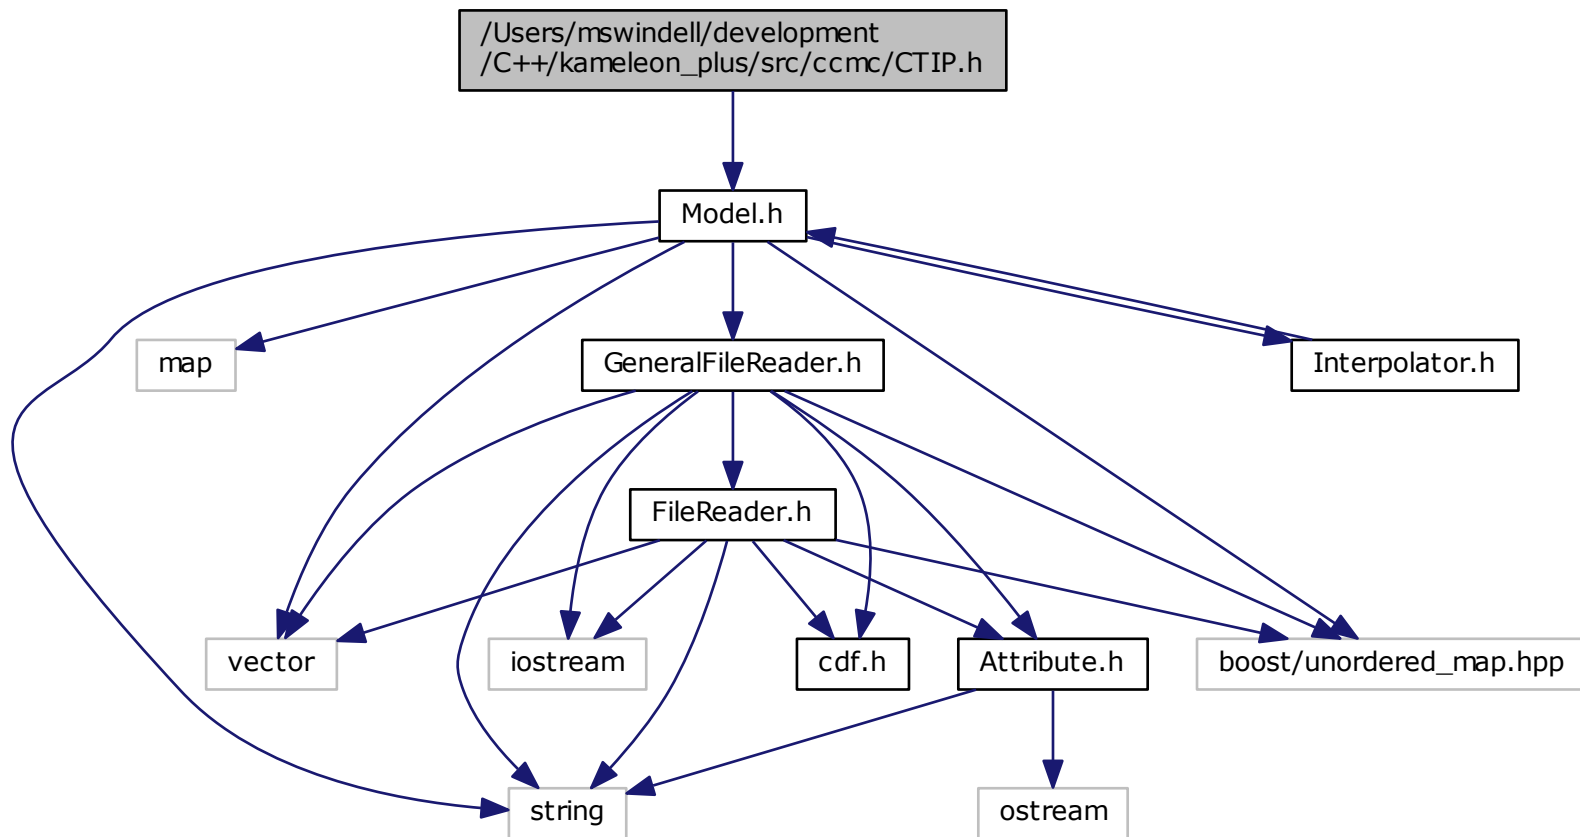 /Users/mswindell/development
/C++/kameleon_plus/src/ccmc/CTIP.h
Model.h
map
GeneralFileReader.h
Interpolator.h
FileReader.h
vector
iostream
cdf.h
Attribute.h
boost/unordered_map.hpp
string
ostream